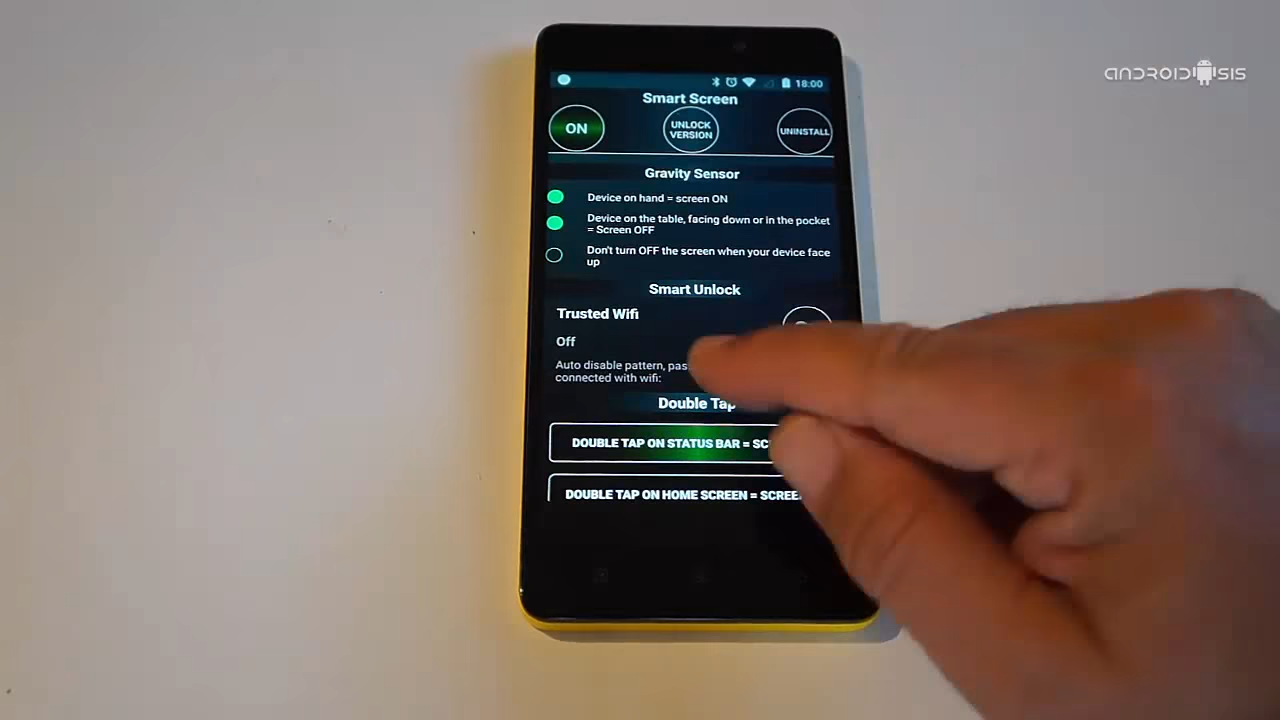 ANDROIDSIS
18:00
Smart Screen
ON
UNLOCK
VERSION
UNINSTALL
Gravity Sensor
Device on hand = screen ON
Device on the table, facing down or in the pocket
= Screen OFF
Don't turn OFF the screen when your device face
up
Smart Unlock
Trusted Wifi
Off
Auto disable pattern,
connected with wifi:
Double Tap
DOUBLE TAP ON STATUS BAR =
DOUBLE TAP ON HOME SCREEN =